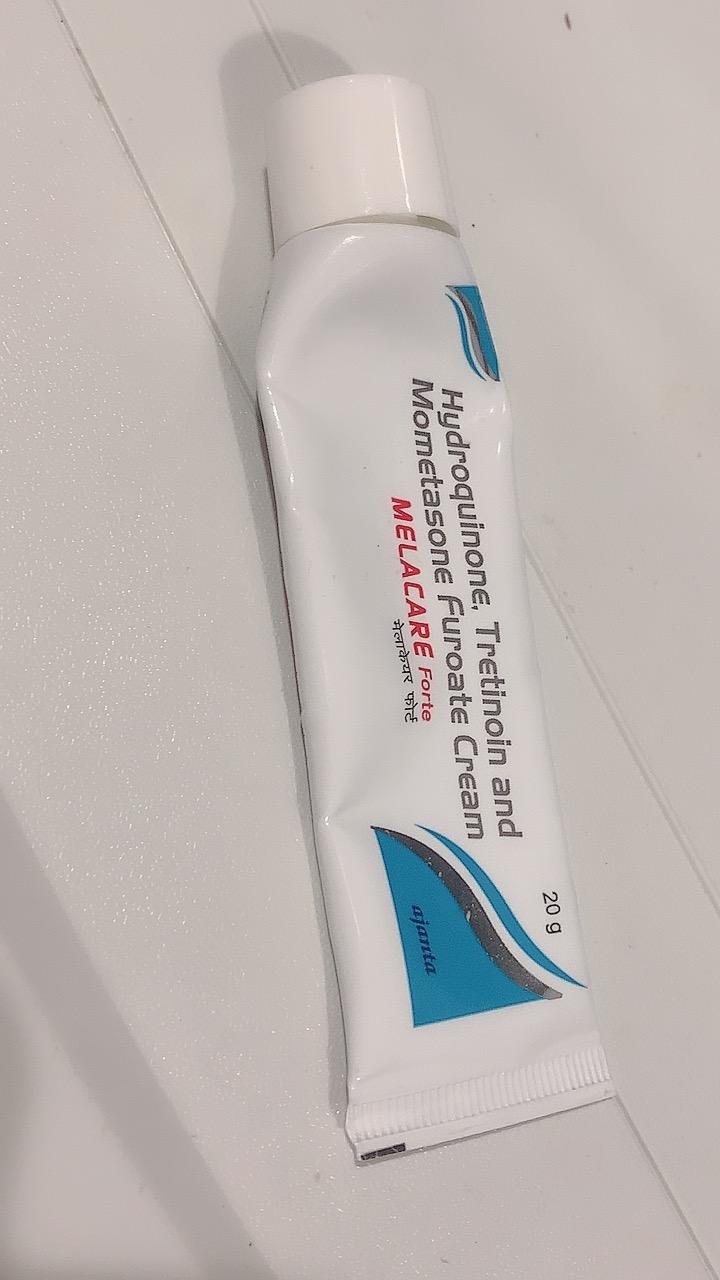 Hydroquinone, Tretinoin and
Mometasone Furoate Cream
MELACARE Forte
मेलाकेयर फोर्ट
20 g
ajanta